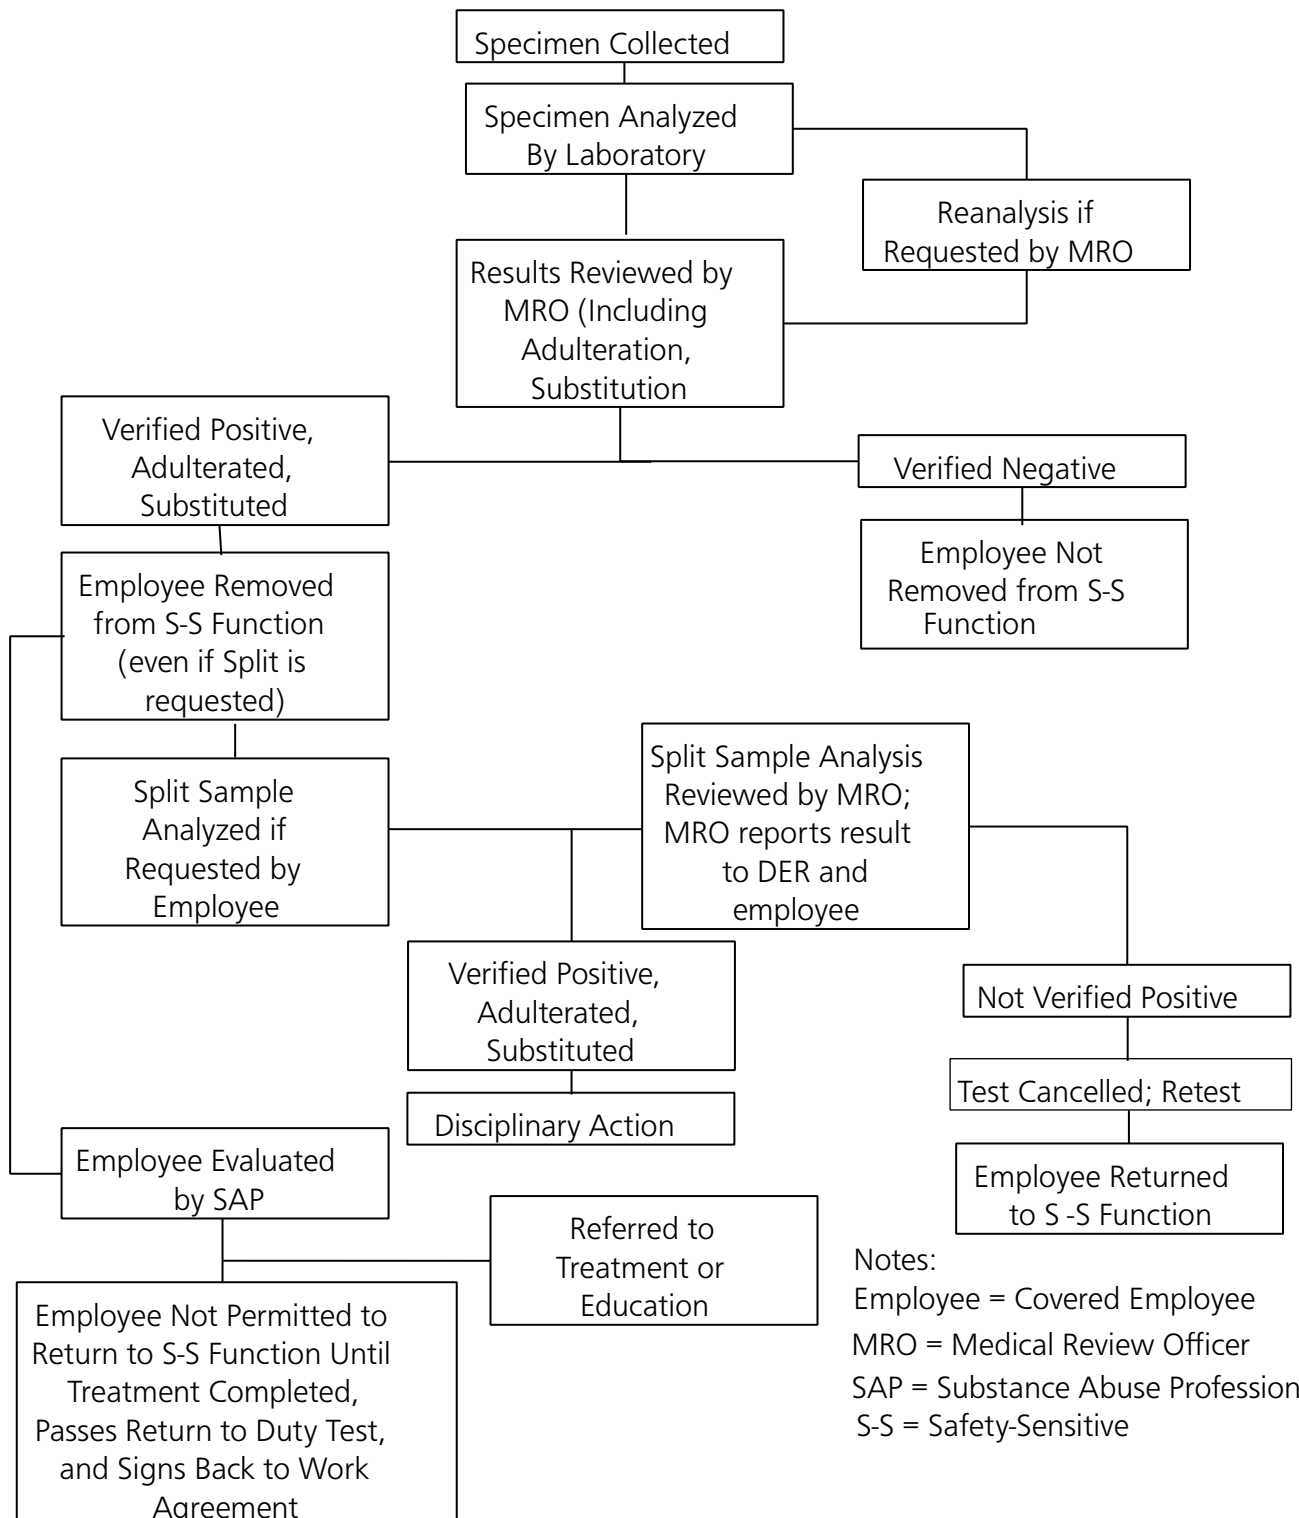 Specimen Collected
Specimen Analyzed
By Laboratory
Reanalysis if
Requested by MRO
Results Reviewed by
MRO (Including
Adulteration,
Substitution
Verified Positive,
Adulterated,
Substituted
Verified Negative
Employee Not
Removed from S-S
Function
Employee Removed
from S-S Function
(even if Split is
requested)
Split Sample
Analyzed if
Requested by
Employee
Split Sample Analysis
Reviewed by MRO;
MRO reports result
to DER and
employee
Verified Positive,
Adulterated,
Substituted
Disciplinary Action
Not Verified Positive
Test Cancelled; Retest
Employee Returned
to S -S Function
Employee Evaluated
by SAP
Referred to
Treatment or
Education
Employee Not Permitted to
Return to S-S Function Until
Treatment Completed,
Passes Return to Duty Test,
and Signs Back to Work
Agreement
Notes:
Employee = Covered Employee
MRO = Medical Review Officer
SAP = Substance Abuse Profession
S-S = Safety-Sensitive